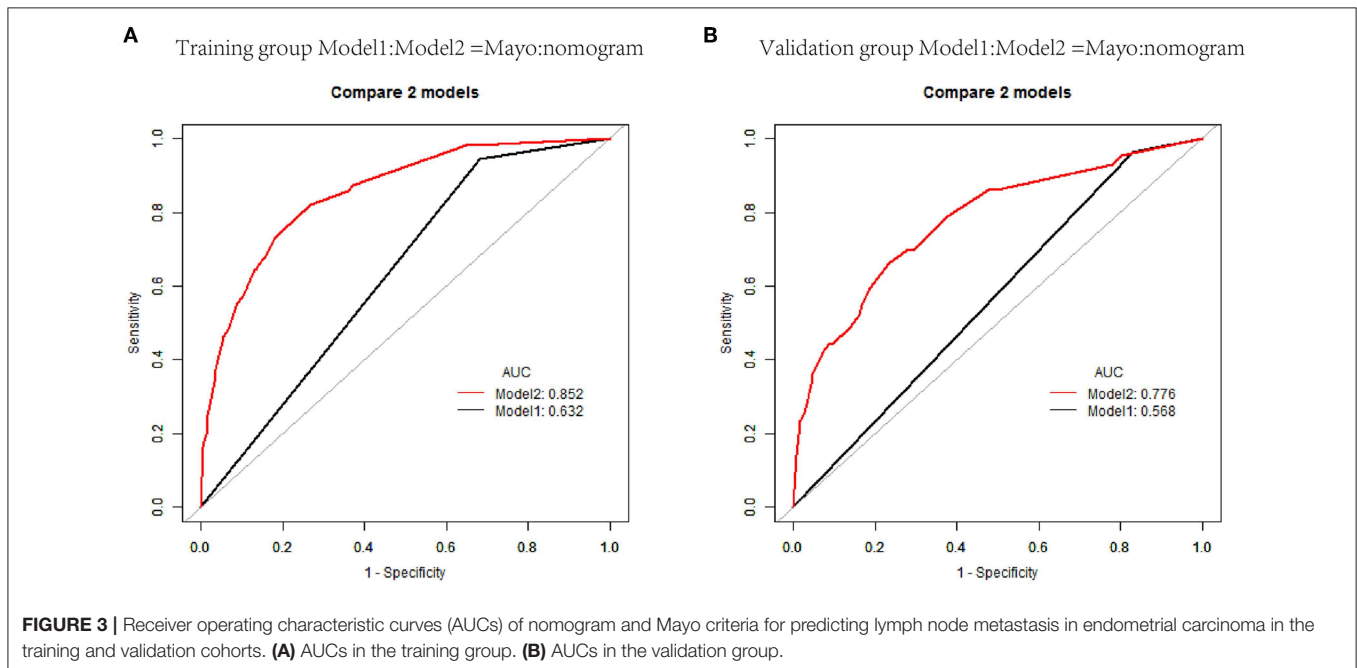 A
Training group Model1:Model2 =Mayo:nomogram
Compare 2 models
1.0
0.8
0.6
0.4
0.2
0.0
Sensitivity
AUC
Model2: 0.852
Model1: 0.632
0.0 0.2 0.4 0.6 0.8 1.0
1 - Specificity
B
Validation group Model1:Model2 =Mayo:nomogram
Compare 2 models
1.0
0.8
0.6
0.4
0.2
0.0
Sensitivity
AUC
Model2: 0.776
Model1: 0.568
0.0 0.2 0.4 0.6 0.8 1.0
1 - Specificity
FIGURE 3 | Receiver operating characteristic curves (AUCs) of nomogram and Mayo criteria for predicting lymph node metastasis in endometrial carcinoma in the
training and validation cohorts. (A) AUCs in the training group. (B) AUCs in the validation group.